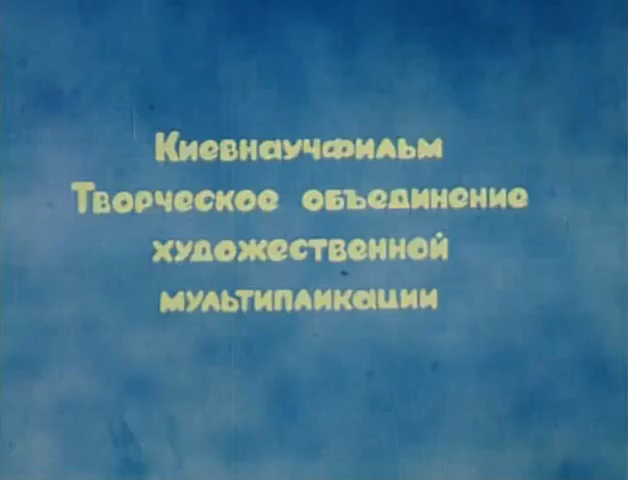 Киевнаучфильм
Творческое объединение
художественной
мультипликации